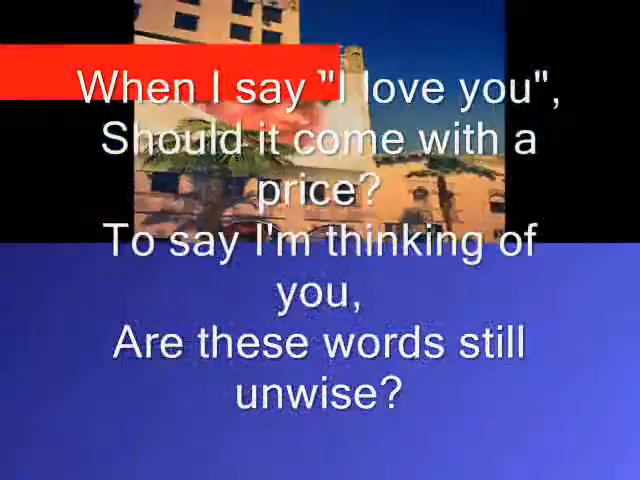 When I say "I love you",
Should it come with a
price?
To say I'm thinking of
you,
Are these words still
unwise?